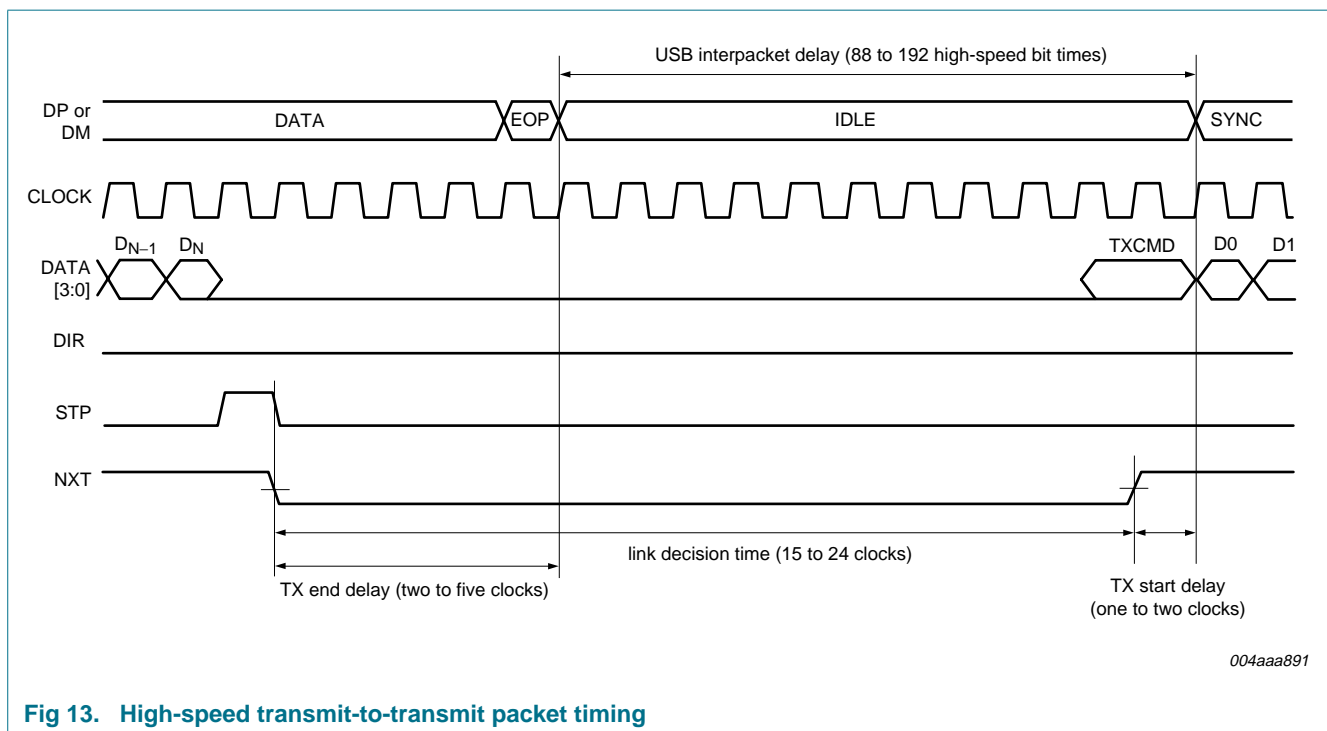 USB interpacket delay (88 to 192 high-speed bit times)
DP or
DM
DATA
EOP
IDLE
SYNC
CLOCK
DN–1
DN
TXCMD
D0
D1
DATA
[3:0]
DIR
STP
NXT
link decision time (15 to 24 clocks)
TX end delay (two to five clocks)
TX start delay
(one to two clocks)
004aaa891
Fig 13. High-speed transmit-to-transmit packet timing